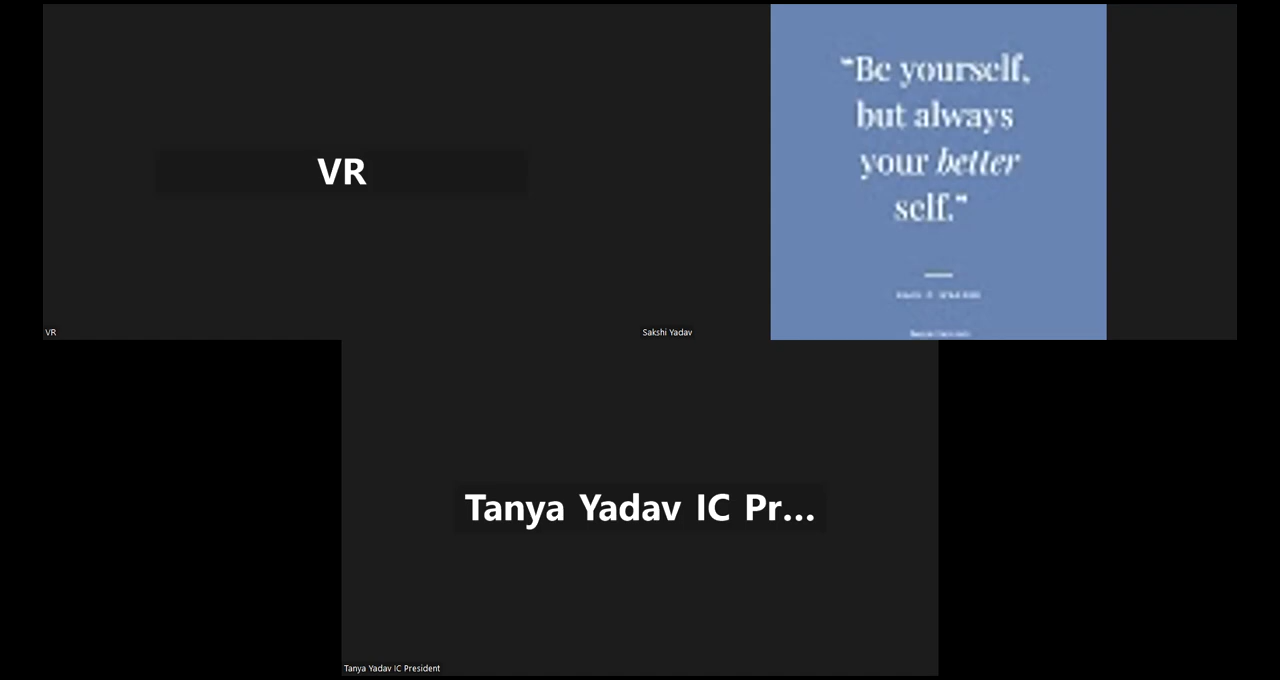 VR
VR
“Be yourself,
but always
your better
self.”
Sakshi Yadav
Tanya Yadav IC Pr...
Tanya Yadav IC President